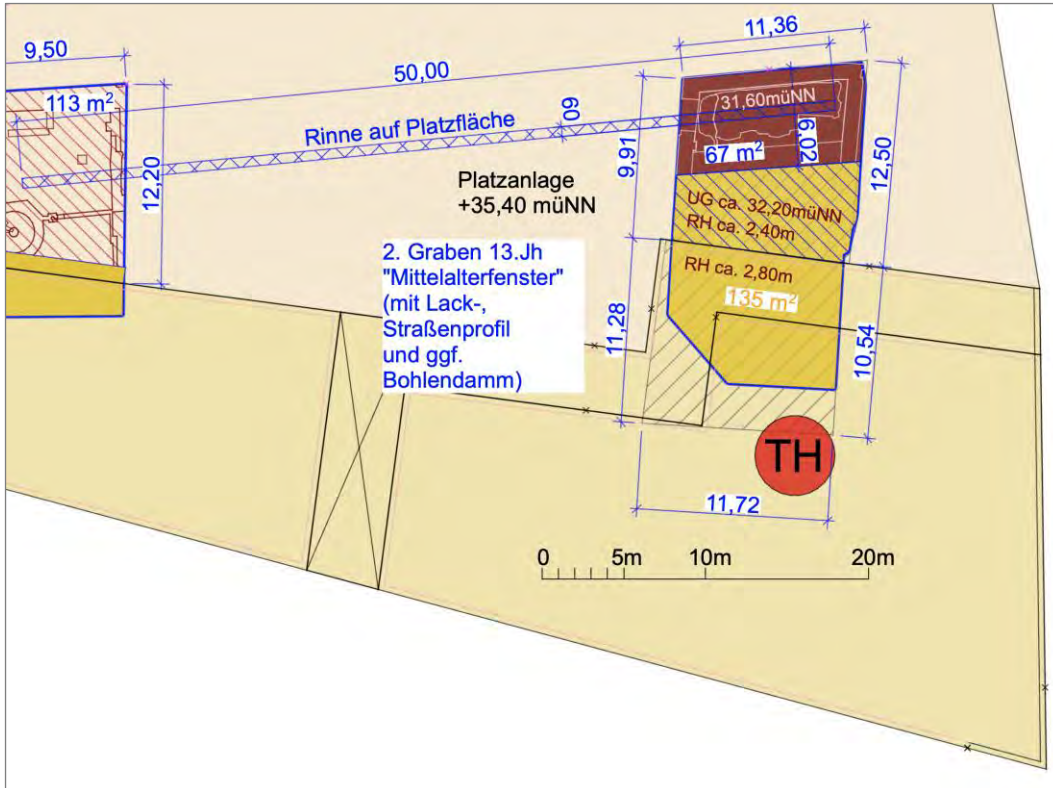 9,50
11,36
50,00
113 m²
31,60müNN
60
Rinne auf Platzfläche
6,02
67 m²
9,91
12,50
12,20
Platzanlage
+35,40 müNN
UG ca. 32,20müNN
RH ca. 2,40m
2. Graben 13.Jh
"Mittelalterfenster"
(mit Lack-,
Straßenprofil
und ggf.
Bohlendamm)
RH ca. 2,80m
135 m²
11,28
10,54
TH
11,72
0 5m 10m 20m